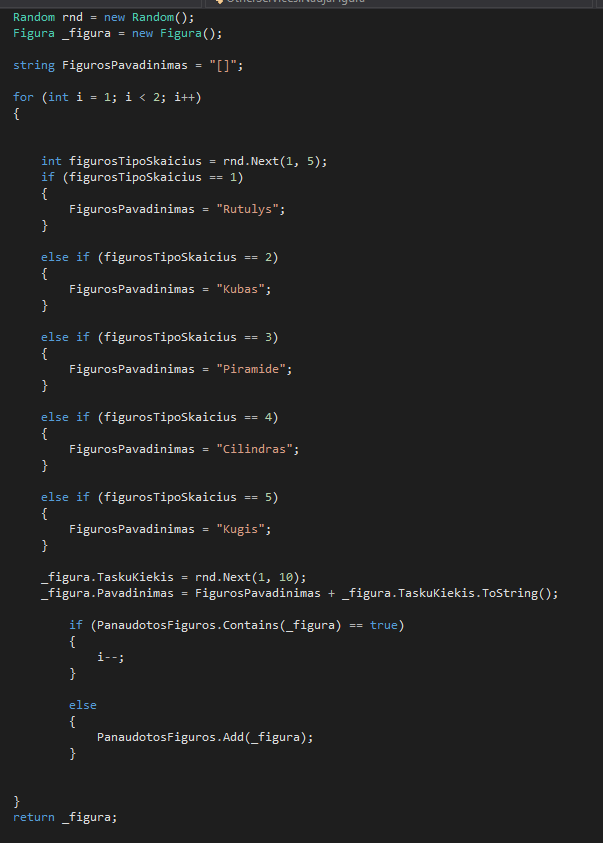 Random rnd = new Random();
Figura _figura = new Figura();
string FigurosPavadinimas = "[]";
for (int i = 1; i < 2; i++)
{
int figurosTipoSkaicius = rnd.Next(1, 5);
if (figurosTipoSkaicius == 1)
{
FigurosPavadinimas = "Rutulys";
}
else if (figurosTipoSkaicius == 2)
{
FigurosPavadinimas = "Kubas";
}
else if (figurosTipoSkaicius == 3)
{
FigurosPavadinimas = "Piramide";
}
else if (figurosTipoSkaicius == 4)
{
FigurosPavadinimas = "Cilindras";
}
else if (figurosTipoSkaicius == 5)
{
FigurosPavadinimas = "Kugis";
}
_figura.TaskuKiekis = rnd.Next(1, 10);
_figura.Pavadinimas = FigurosPavadinimas + _figura.TaskuKiekis.ToString();
if (PanaudotosFiguros.Contains(_figura) == true)
{
i--;
}
else
{
PanaudotosFiguros.Add(_figura);
}
}
return _figura;